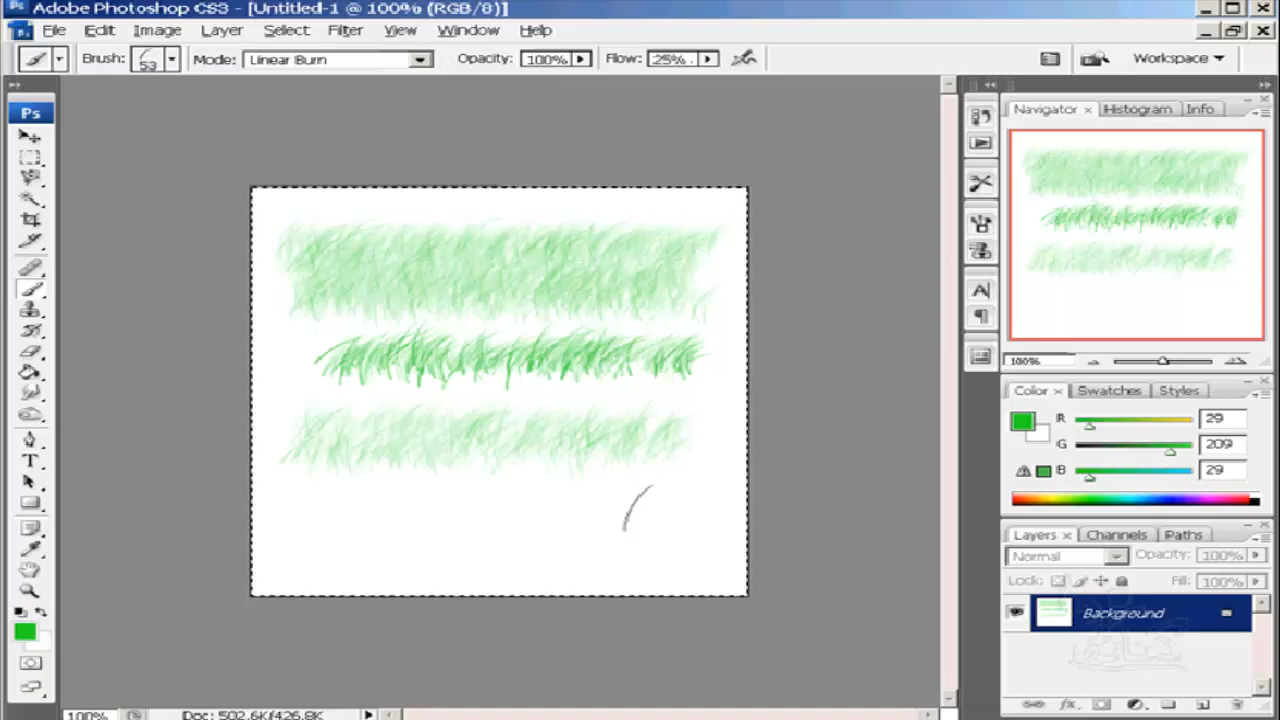 Adobe Photoshop CS3 - [Untitled-1 @ 100% (RGB/8)]
File Edit Image Layer Select Filter View Window Help
Brush: 53 Mode: Linear Burn Opacity: 100% Flow: 25% Workspace
Ps
Navigator × Histogram Info
100%
Color × Swatches Styles
R 29
G 209
B 29
Layers × Channels Paths
Normal Opacity: 100%
Lock: Fill: 100%
Background
100% Doc: 502.6K/426.8K